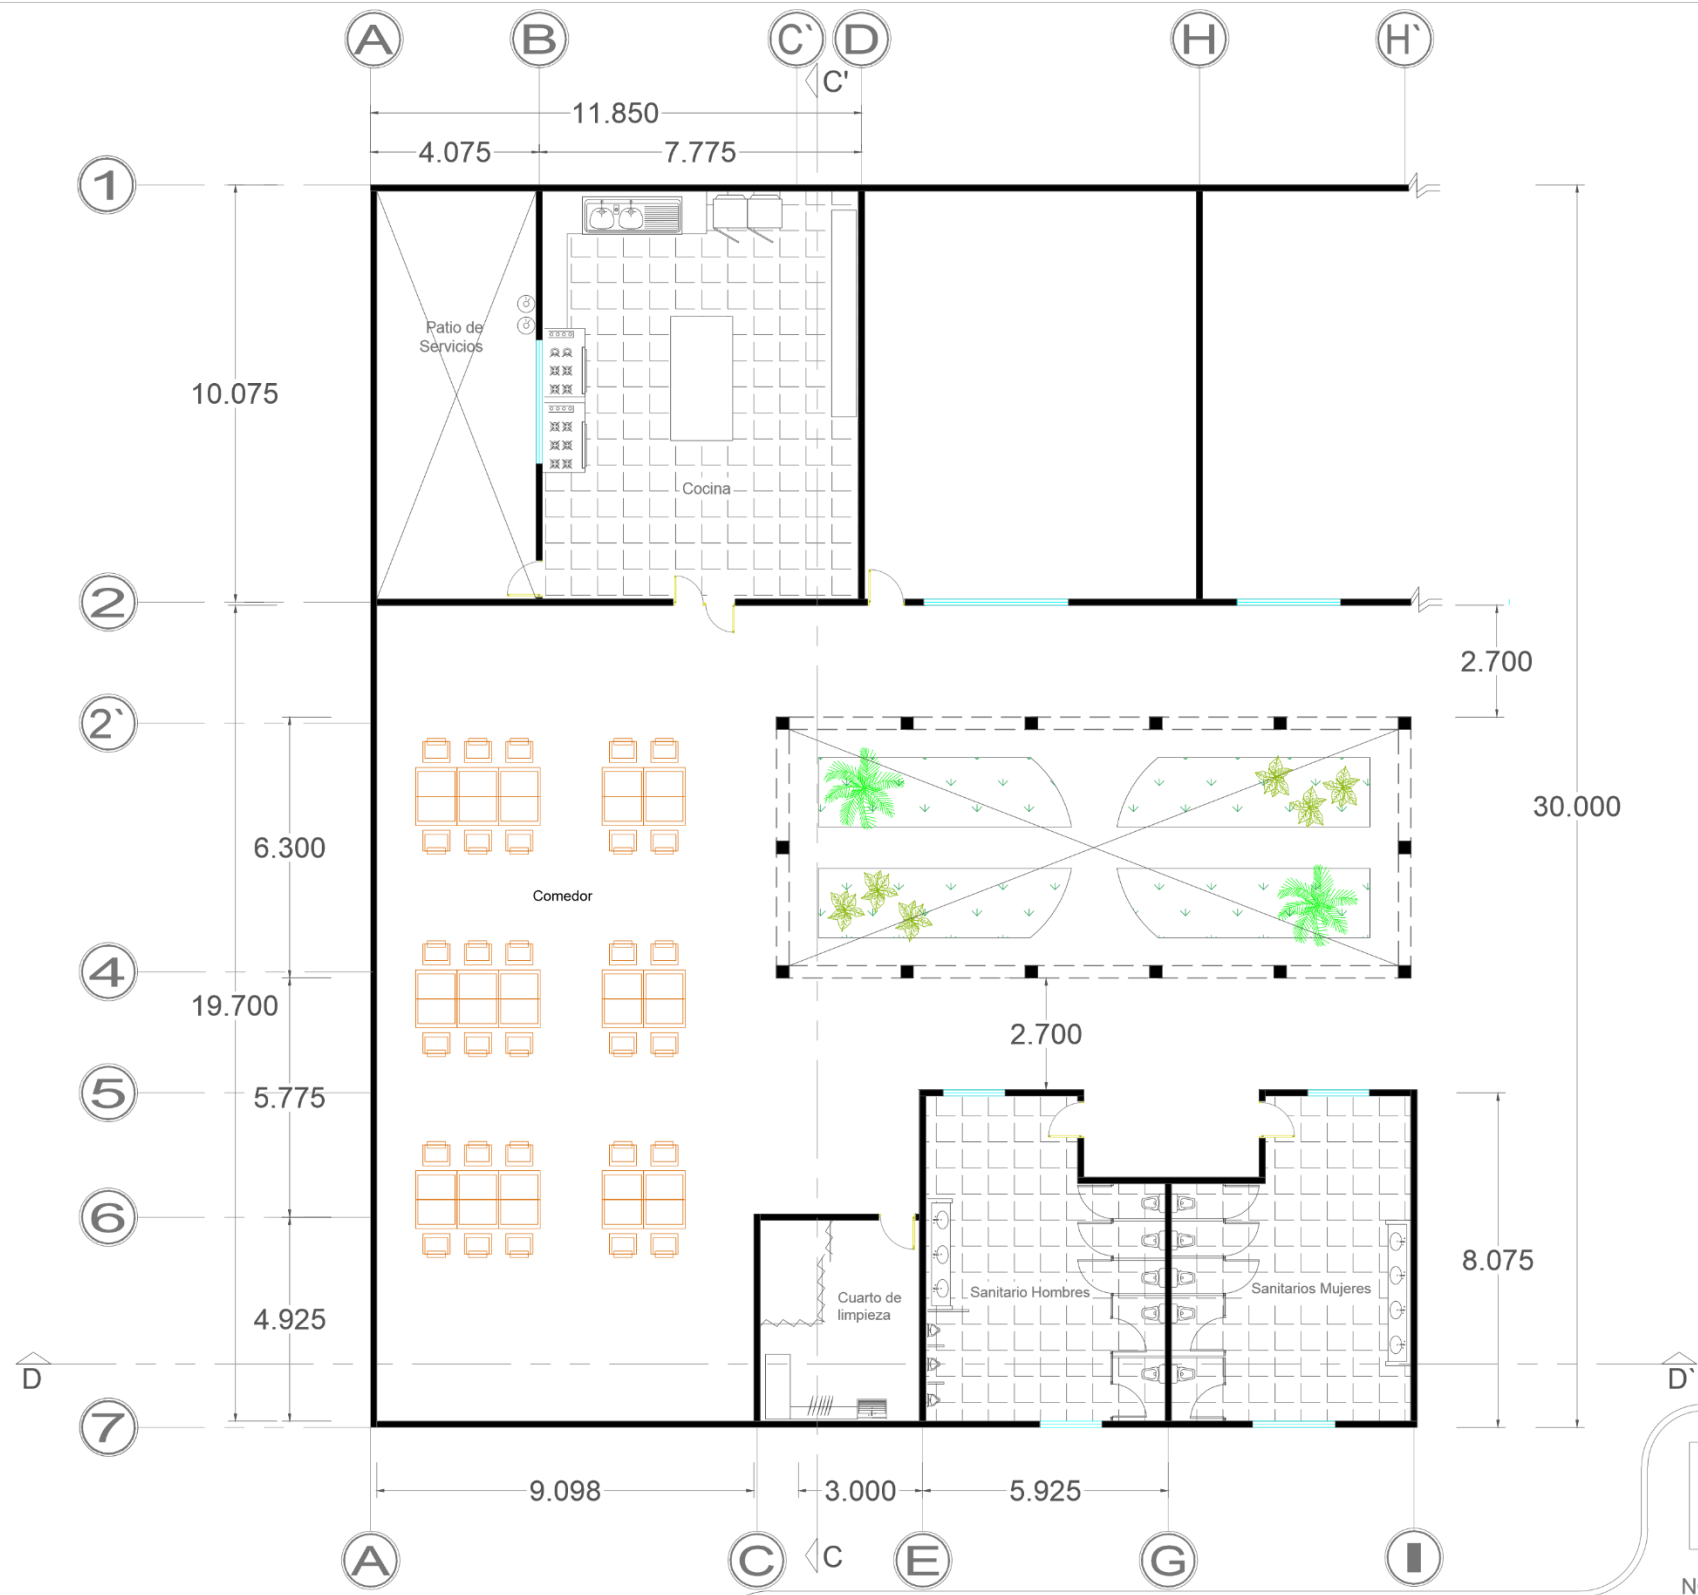 A B C` D H H`
C'
11.850
4.075 7.775
1
Patio de
Servicios
10.075
Cocina
2
2.700
2`
30.000
6.300
Comedor
4
19.700
2.700
5
5.775
6
8.075
Sanitario Hombres
Sanitarios Mujeres
Cuarto de
limpieza
4.925
D
D`
7
9.098 3.000 5.925
A C C E G I
N